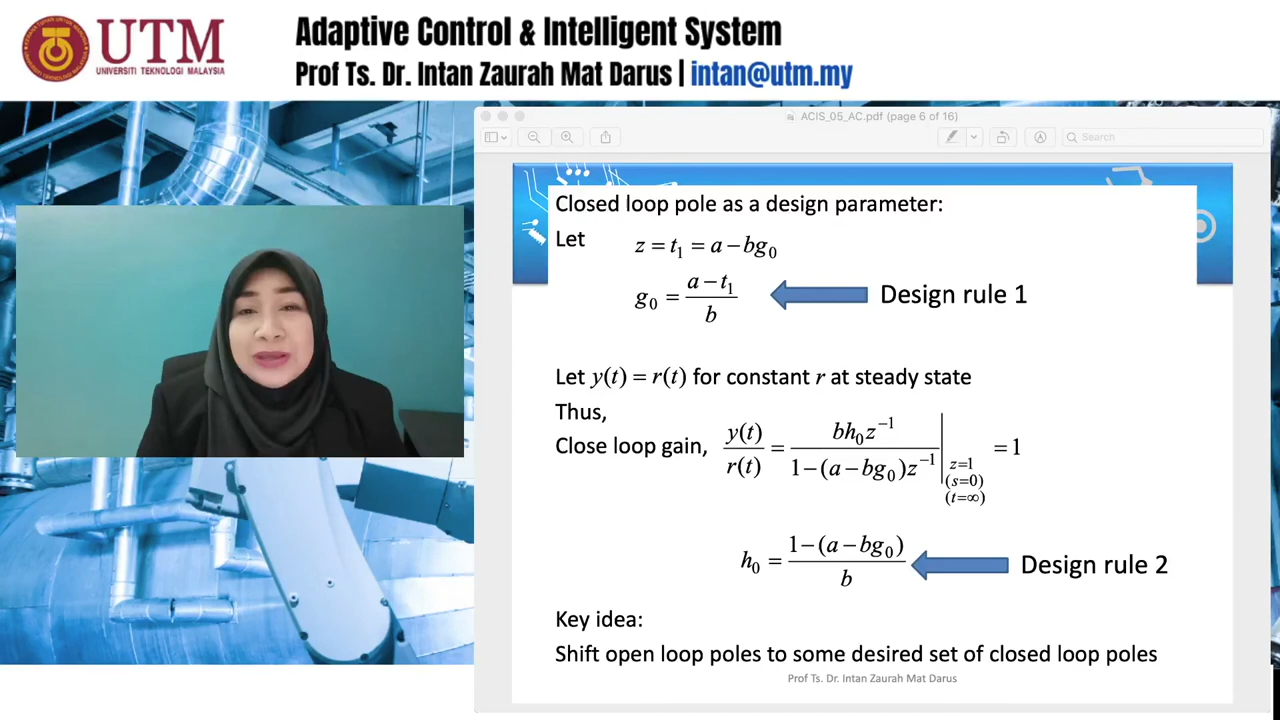 UTM
UNIVERSITI TEKNOLOGI MALAYSIA
Adaptive Control & Intelligent System
Prof Ts. Dr. Intan Zaurah Mat Darus | intan@utm.my
ACIS_05_AC.pdf (page 6 of 16)
Search
Closed loop pole as a design parameter:
Let z = t₁ = a − bg₀
g₀ = (a − t₁) / b Design rule 1
Let y(t) = r(t) for constant r at steady state
Thus,
Close loop gain, y(t) / r(t) = bh₀z⁻¹ / 1−(a − bg₀)z⁻¹ | z=1 (s=0) (t=∞) = 1
h₀ = 1−(a − bg₀) / b Design rule 2
Key idea:
Shift open loop poles to some desired set of closed loop poles
Prof Ts. Dr. Intan Zaurah Mat Darus